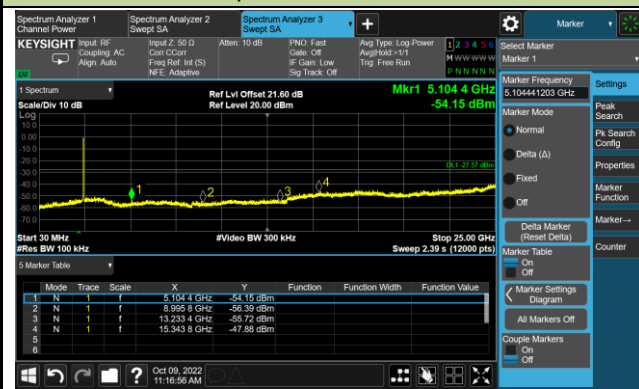 Spectrum Analyzer 1
Channel Power
Spectrum Analyzer 2
Swept SA
Spectrum Analyzer 3
Swept SA
Marker
KEYSIGHT
Input: RF
Coupling: AC
Align: Auto
Input Z: 50 Ω
Corr CCorr
Freq Ref: Int (S)
NFE: Adaptive
Atten: 10 dB
PNO: Fast
Gate: Off
IF Gain: Low
Sig Track: Off
Avg Type: Log-Power
Avg|Hold:>1/1
Trig: Free Run
1 2 3 4 5 6
M W W W W W
P N N N N N
Select Marker
Marker 1
1 Spectrum
Scale/Div 10 dB
Ref Lvl Offset 21.60 dB
Ref Level 20.00 dBm
Mkr1 5.104 4 GHz
-54.15 dBm
Log
10.0
0.00
-10.0
-20.0
-30.0
-40.0
-50.0
-60.0
-70.0
DL1 -27.57 dBm
1
2
3
4
Start 30 MHz
#Res BW 100 kHz
#Video BW 300 kHz
Stop 25.00 GHz
Sweep 2.39 s (12000 pts)
5 Marker Table
Mode Trace Scale X Y Function Function Width Function Value
1 N 1 f 5.104 4 GHz -54.15 dBm
2 N 1 f 8.995 8 GHz -56.39 dBm
3 N 1 f 13.233 4 GHz -55.72 dBm
4 N 1 f 15.343 8 GHz -47.88 dBm
5
6
Marker Frequency
5.104441203 GHz
Marker Mode
Normal
Delta (Δ)
Fixed
Off
Delta Marker
(Reset Delta)
Marker Table
On
Off
Marker Settings
Diagram
All Markers Off
Couple Markers
On
Off
Settings
Peak
Search
Pk Search
Config
Properties
Marker
Function
Marker→
Counter
Oct 09, 2022
11:16:56 AM